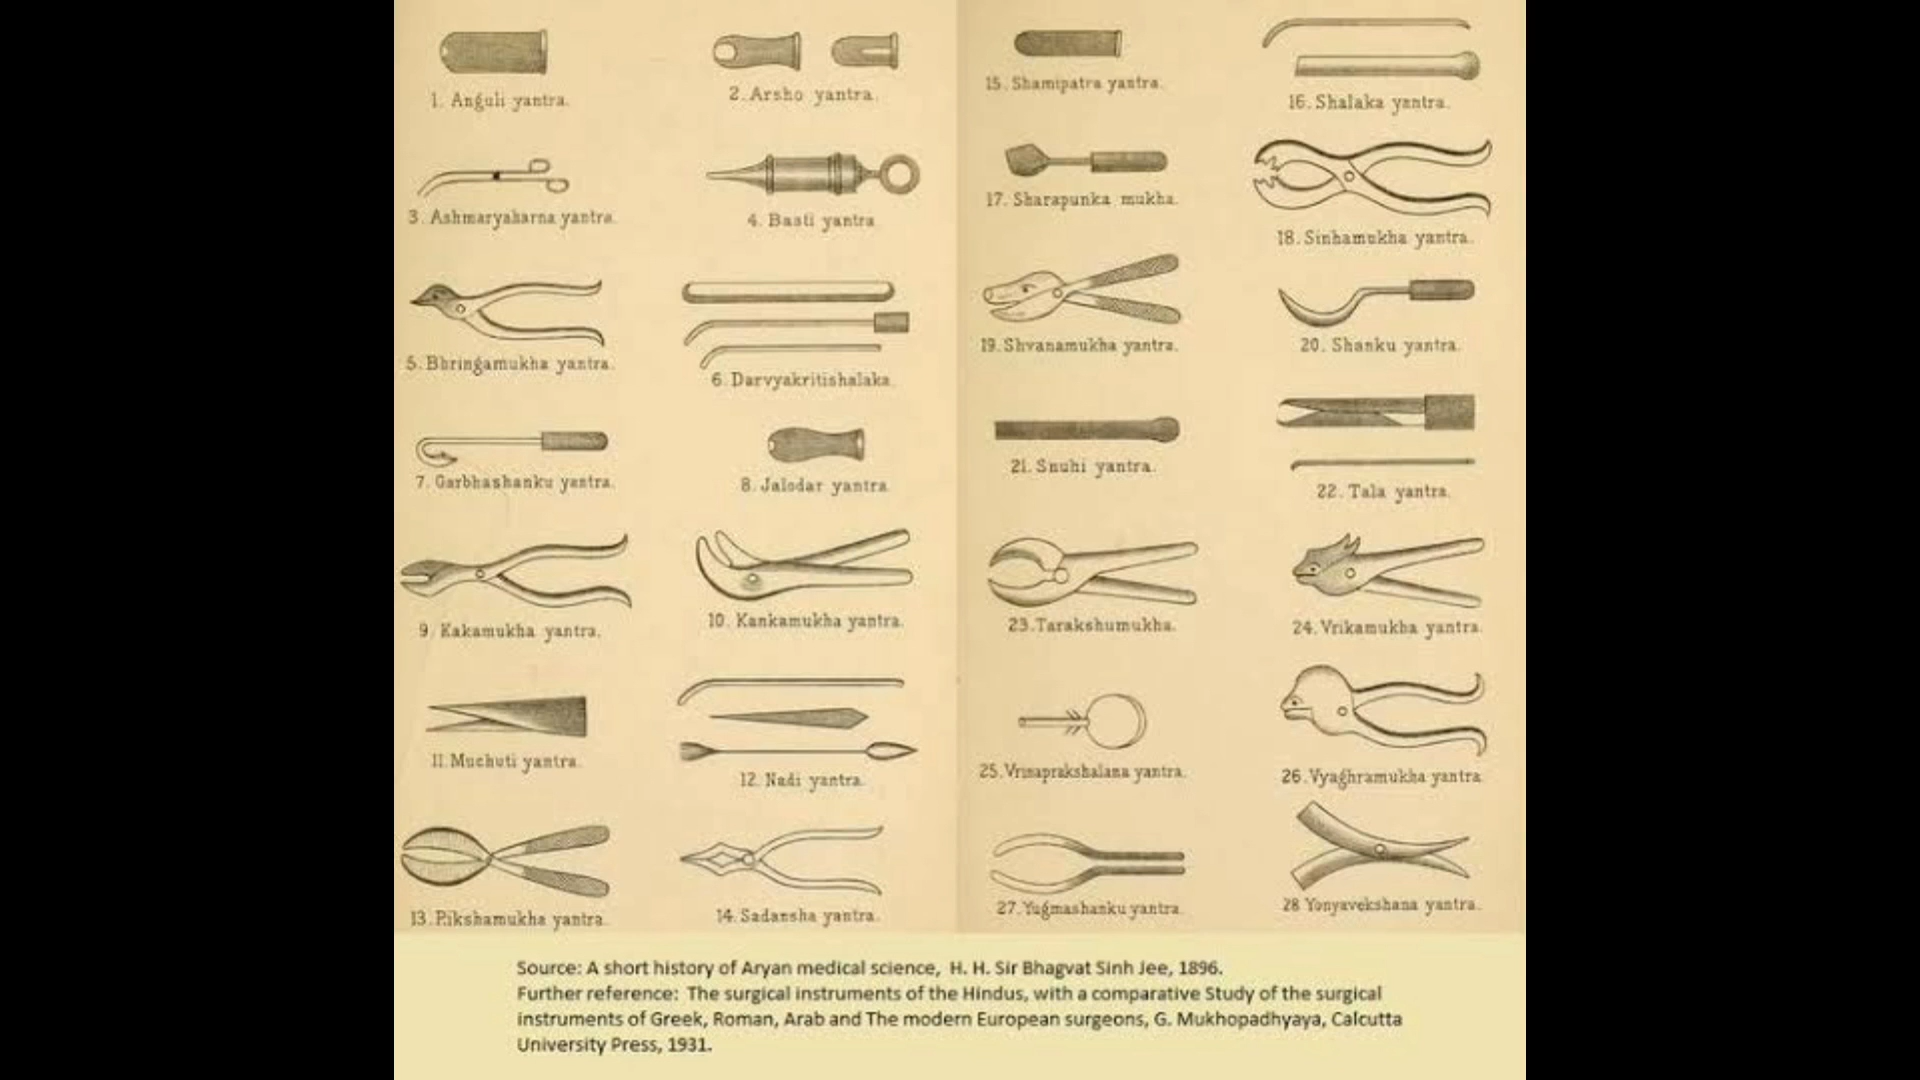 1. Anguli yantra.
2. Arsho yantra.
3. Ashmaryaharna yantra.
4. Basti yantra
5. Bhringamukha yantra.
6. Darvyakritishalaka.
7. Garbhashanku yantra.
8. Jalodar yantra.
9. Kakamukha yantra.
10. Kankamukha yantra.
11. Muchuti yantra.
12. Nadi yantra.
13. Rikshamukha yantra.
14. Sadansha yantra.
15. Shamipatra yantra.
16. Shalaka yantra.
17. Sharapunka mukha.
18. Sinhamukha yantra.
19. Shvanamukha yantra.
20. Shanku yantra.
21. Snuhi yantra.
22. Tala yantra.
23. Tarakshumukha.
24. Vrikamukha yantra.
25. Vrnaprakshalana yantra.
26. Vyaghramukha yantra
27. Yugmashanku yantra.
28 Yonyavekshana yantra.
Source: A short history of Aryan medical science, H. H. Sir Bhagvat Sinh Jee, 1896.
Further reference: The surgical instruments of the Hindus, with a comparative Study of the surgical
instruments of Greek, Roman, Arab and The modern European surgeons, G. Mukhopadhyaya, Calcutta
University Press, 1931.